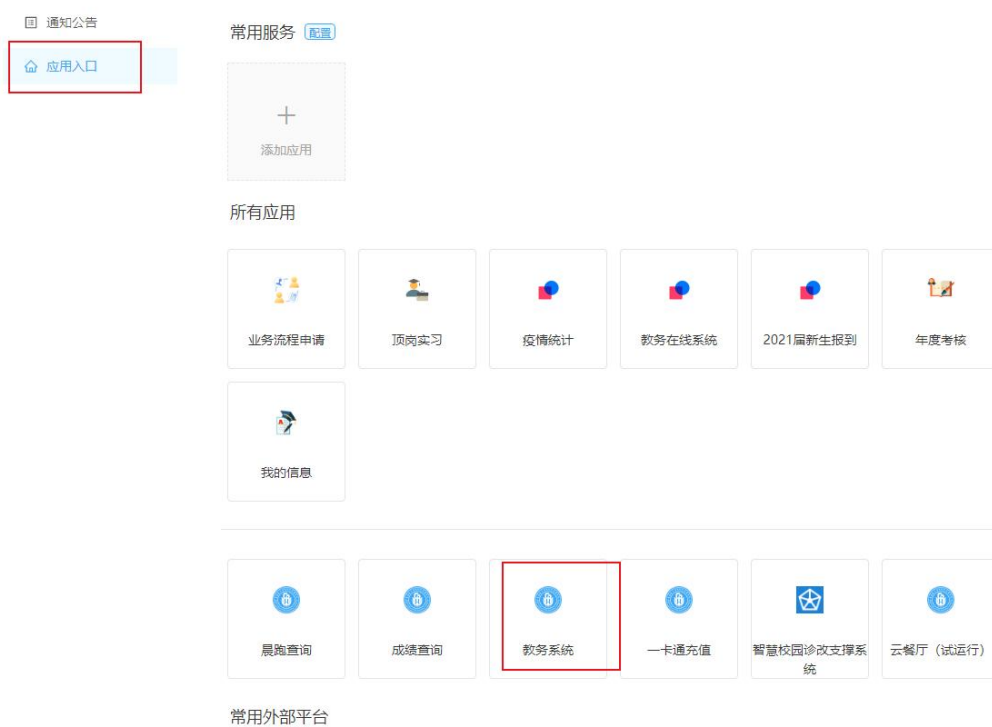 通知公告
应用入口
常用服务 配置
添加应用
所有应用
业务流程申请
顶岗实习
疫情统计
教务在线系统
2021届新生报到
年度考核
我的信息
晨跑查询
成绩查询
教务系统
一卡通充值
智慧校园诊改支撑系
统
云餐厅（试运行）
常用外部平台